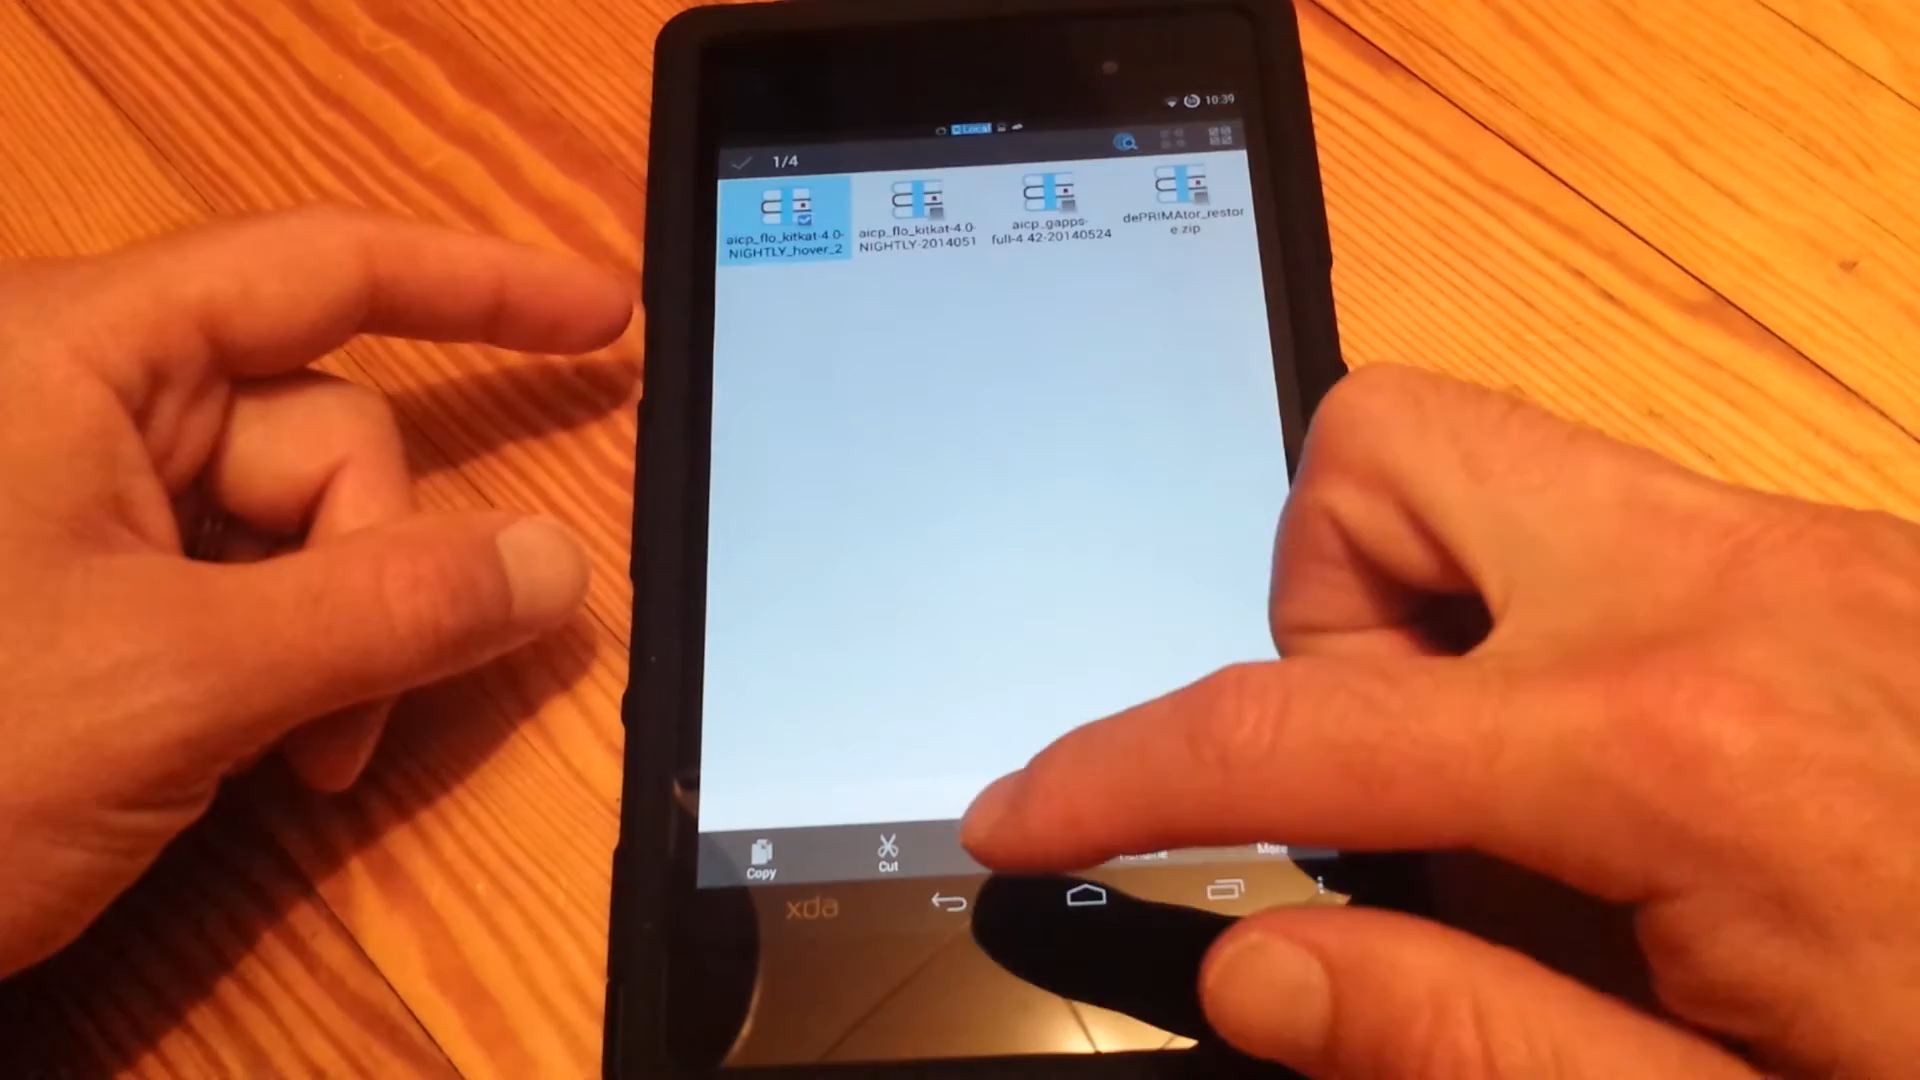 10:39
Local
1/4
aicp_flo_kitkat-4.0-
NIGHTLY_hover_2
aicp_flo_kitkat-4.0-
NIGHTLY-2014051
aicp_gapps-
full-4.42-20140524
dePRIMAtor_restor
e.zip
Copy
Cut
Rename
More
xda